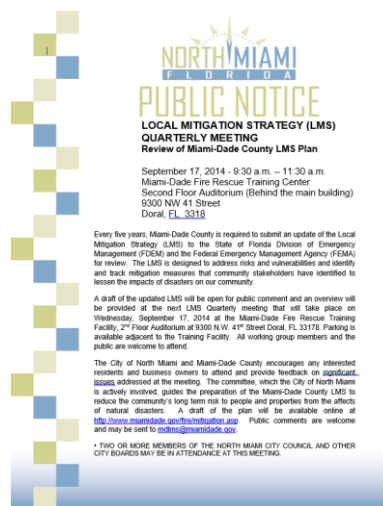 NORTH MIAMI
FLORIDA
PUBLIC NOTICE
LOCAL MITIGATION STRATEGY (LMS)
QUARTERLY MEETING
Review of Miami-Dade County LMS Plan
September 17, 2014 - 9:30 a.m. – 11:30 a.m.
Miami-Dade Fire Rescue Training Center
Second Floor Auditorium (Behind the main building)
9300 NW 41 Street
Doral, FL 3318
Every five years, Miami-Dade County is required to submit an update of the Local
Mitigation Strategy (LMS) to the State of Florida Division of Emergency
Management (FDEM) and the Federal Emergency Management Agency (FEMA)
for review. The LMS is designed to address risks and vulnerabilities and identify
and track mitigation measures that community stakeholders have identified to
lessen the impacts of disasters on our community.
A draft of the updated LMS will be open for public comment and an overview will
be provided at the next LMS Quarterly meeting that will take place on
Wednesday, September 17, 2014 at the Miami-Dade Fire Rescue Training
Facility, 2nd Floor Auditorium at 9300 N.W. 41st Street Doral, FL 33178. Parking is
available adjacent to the Training Facility. All working group members and the
public are welcome to attend.
The City of North Miami and Miami-Dade County encourages any interested
residents and business owners to attend and provide feedback on significant
issues addressed at the meeting. The committee, which the City of North Miami
is actively involved, guides the preparation of the Miami-Dade County LMS to
reduce the community's long term risk to people and properties from the affects
of natural disasters. A draft of the plan will be available online at
http://www.miamidade.gov/fire/mitigation.asp. Public comments are welcome
and may be sent to mdlms@miamidade.gov.
• TWO OR MORE MEMBERS OF THE NORTH MIAMI CITY COUNCIL AND OTHER
CITY BOARDS MAY BE IN ATTENDANCE AT THIS MEETING.